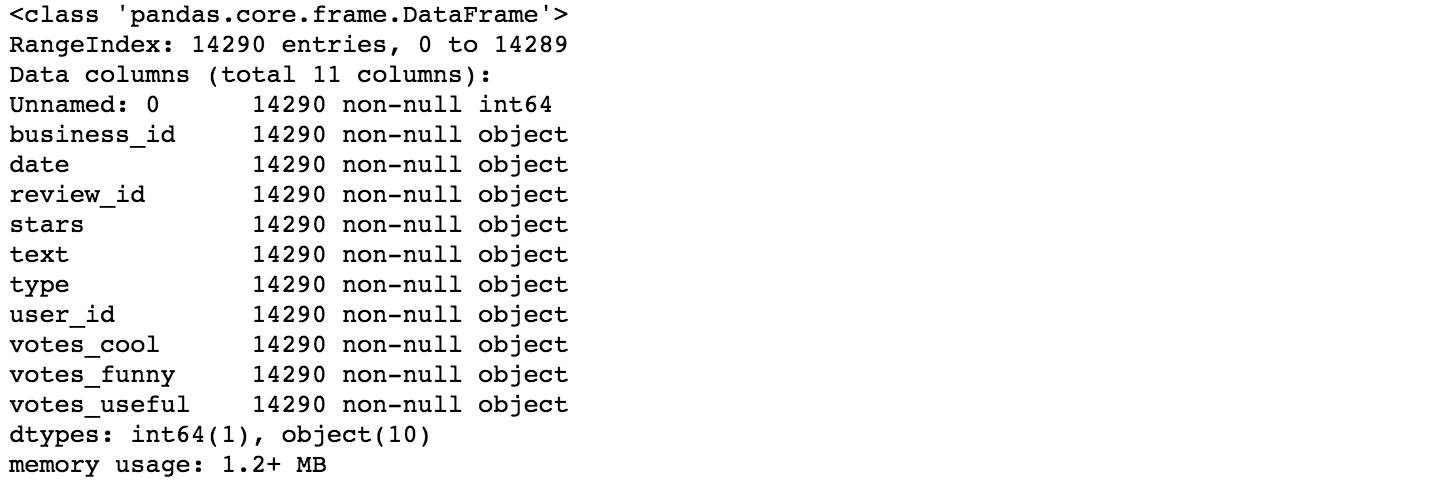 <class 'pandas.core.frame.DataFrame'>
RangeIndex: 14290 entries, 0 to 14289
Data columns (total 11 columns):
Unnamed: 0      14290 non-null int64
business_id     14290 non-null object
date            14290 non-null object
review_id       14290 non-null object
stars           14290 non-null object
text            14290 non-null object
type            14290 non-null object
user_id         14290 non-null object
votes_cool      14290 non-null object
votes_funny     14290 non-null object
votes_useful    14290 non-null object
dtypes: int64(1), object(10)
memory usage: 1.2+ MB